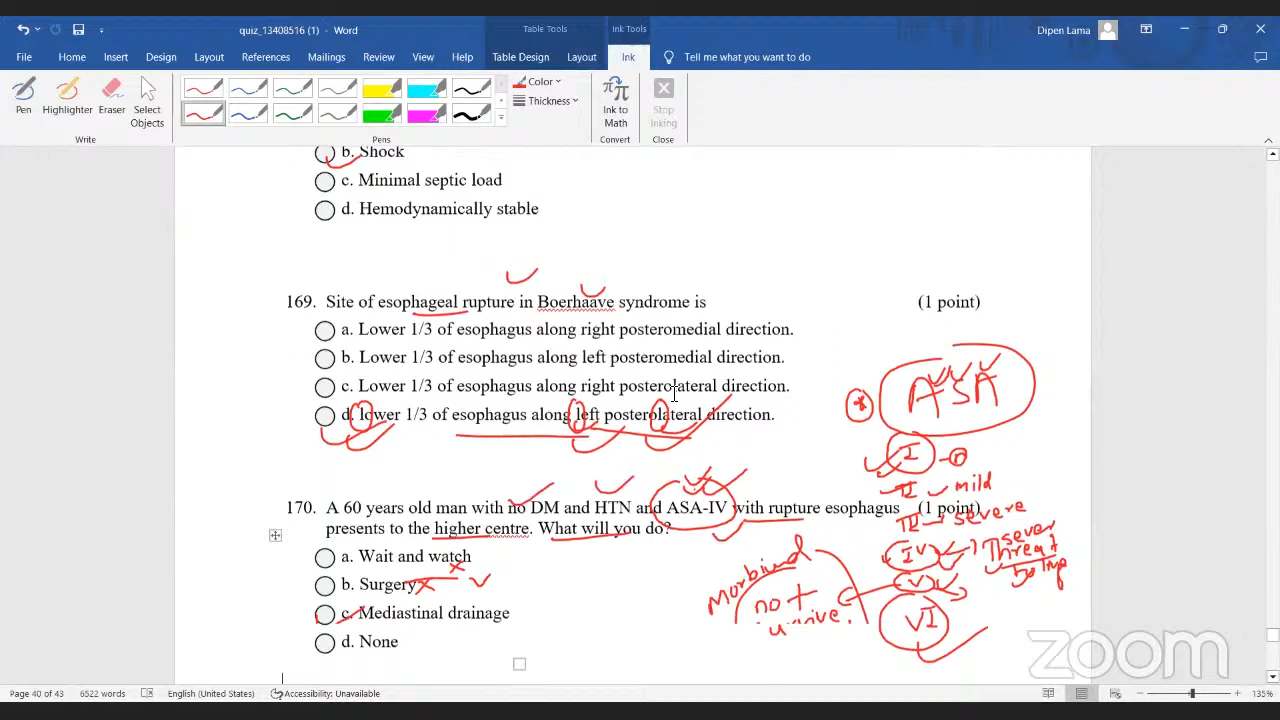 quiz_13408516 (1) - Word
Table Tools
Ink Tools
Dipen Lama
File Home Insert Design Layout References Mailings Review View Help Table Design Layout Ink Tell me what you want to do
Pen
Highlighter
Eraser
Select Objects
Color
Thickness
Ink to Math
Stop Inking
Write
Pens
Convert
Close
b. Shock
c. Minimal septic load
d. Hemodynamically stable
169. Site of esophageal rupture in Boerhaave syndrome is (1 point)
a. Lower 1/3 of esophagus along right posteromedial direction.
b. Lower 1/3 of esophagus along left posteromedial direction.
c. Lower 1/3 of esophagus along right posterolateral direction.
d. lower 1/3 of esophagus along left posterolateral direction.
ASA
I
II mild
III severe
IV sever
Threat
V
VI
Morbiund
not
170. A 60 years old man with no DM and HTN and ASA-IV with rupture esophagus (1 point)
presents to the higher centre. What will you do?
a. Wait and watch
b. Surgery
c. Mediastinal drainage
d. None
zoom
Page 40 of 43 6522 words English (United States) Accessibility: Unavailable 135%